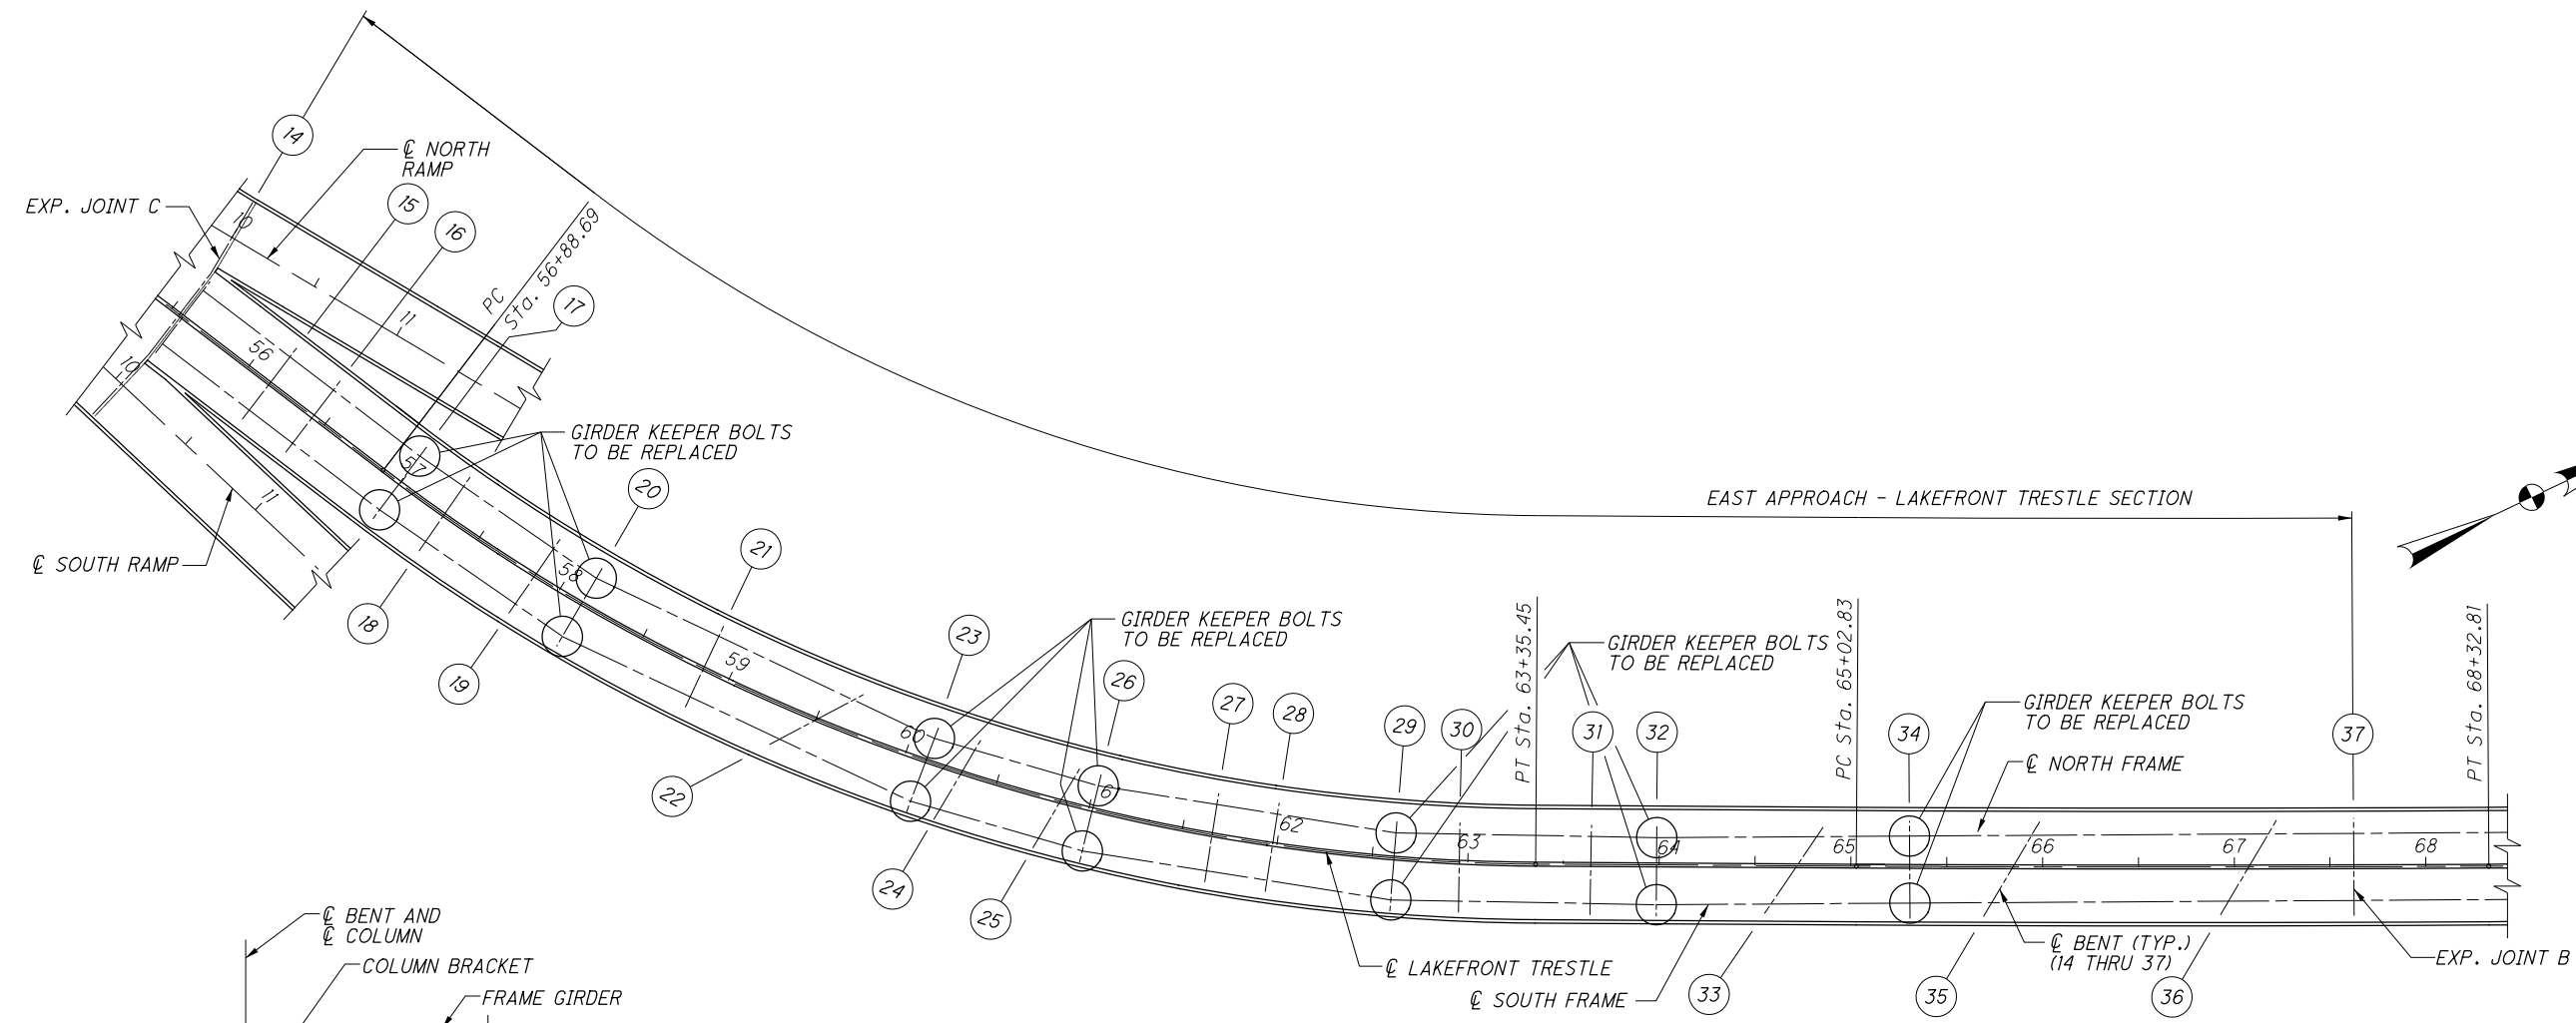 14
℄ NORTH
RAMP
EXP. JOINT C
15
10
16
PC
Sta. 56+88.69
17
11
56
10
GIRDER KEEPER BOLTS
TO BE REPLACED
57
20
11
EAST APPROACH - LAKEFRONT TRESTLE SECTION
℄ SOUTH RAMP
21
58
18
19
59
GIRDER KEEPER BOLTS
TO BE REPLACED
23
26
PT Sta. 63+35.45
GIRDER KEEPER BOLTS
TO BE REPLACED
PC Sta. 65+02.83
PT Sta. 68+32.81
27
28
29
30
31
32
34
GIRDER KEEPER BOLTS
TO BE REPLACED
37
℄ NORTH FRAME
60
22
61
62
63
64
65
66
67
68
24
25
℄ BENT AND
℄ COLUMN
COLUMN BRACKET
FRAME GIRDER
℄ LAKEFRONT TRESTLE
℄ SOUTH FRAME
33
℄ BENT (TYP.)
(14 THRU 37)
EXP. JOINT B
35
36